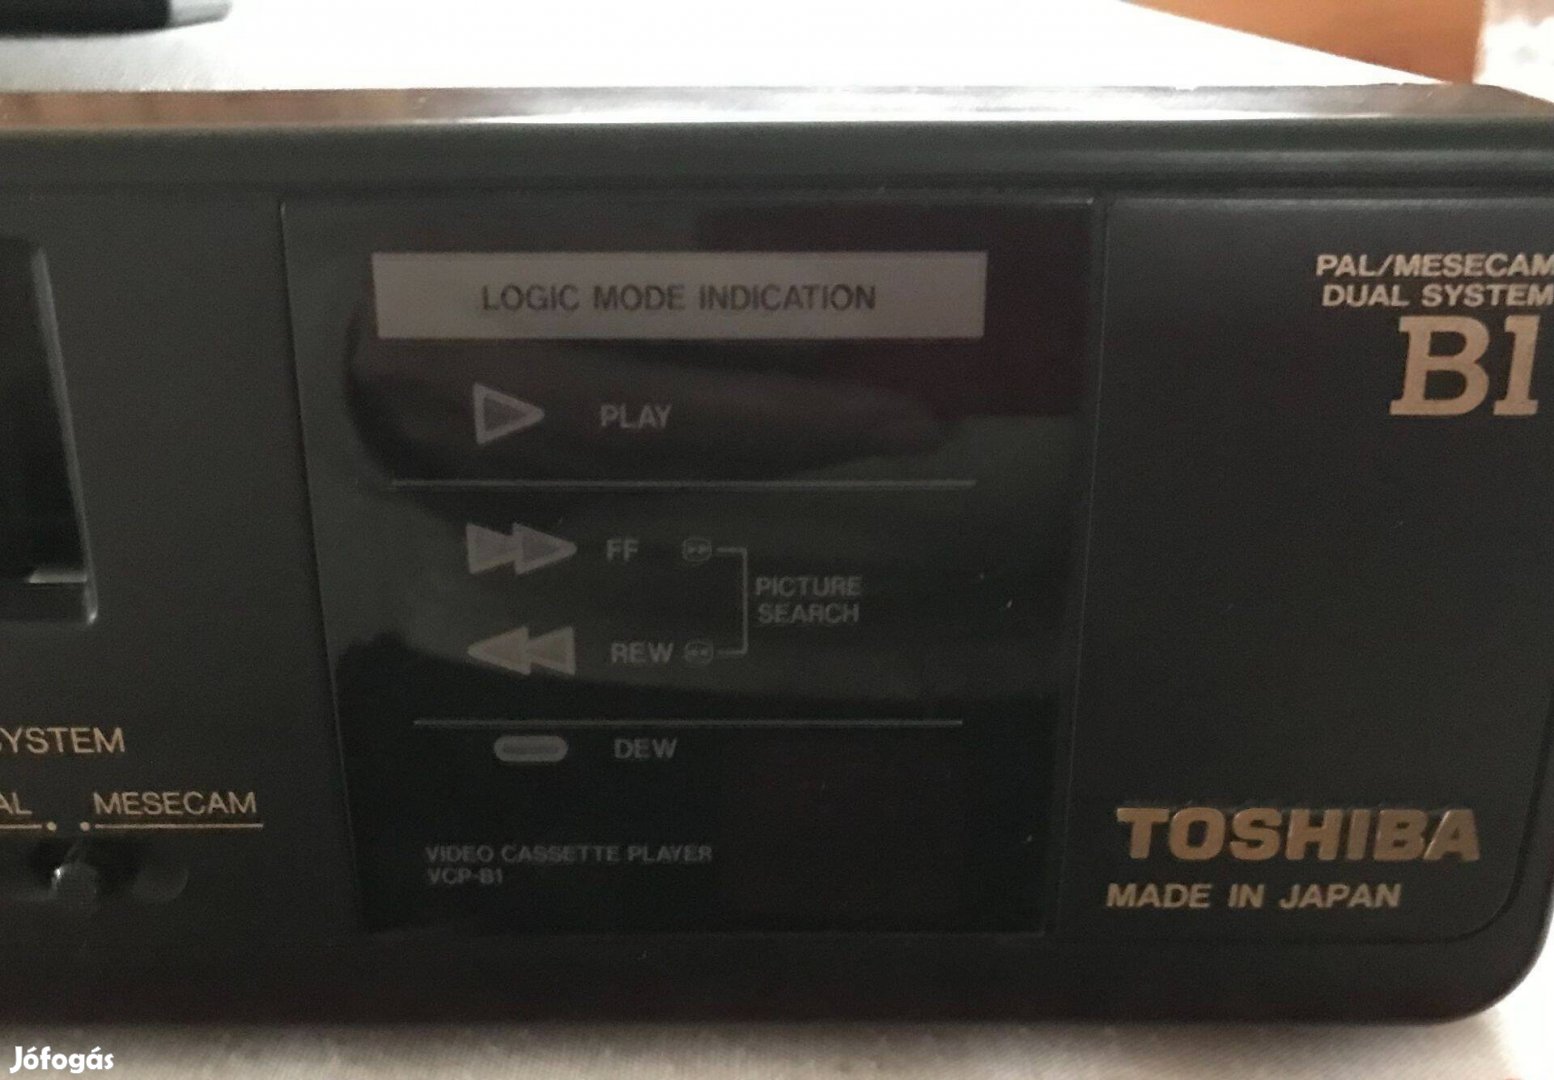 PAL/MESECAM
DUAL SYSTEM
B1
LOGIC MODE INDICATION
PLAY
FF
PICTURE
SEARCH
REW
DEW
SYSTEM
AL
MESECAM
VIDEO CASSETTE PLAYER
VCP-B1
TOSHIBA
MADE IN JAPAN
Jófogás